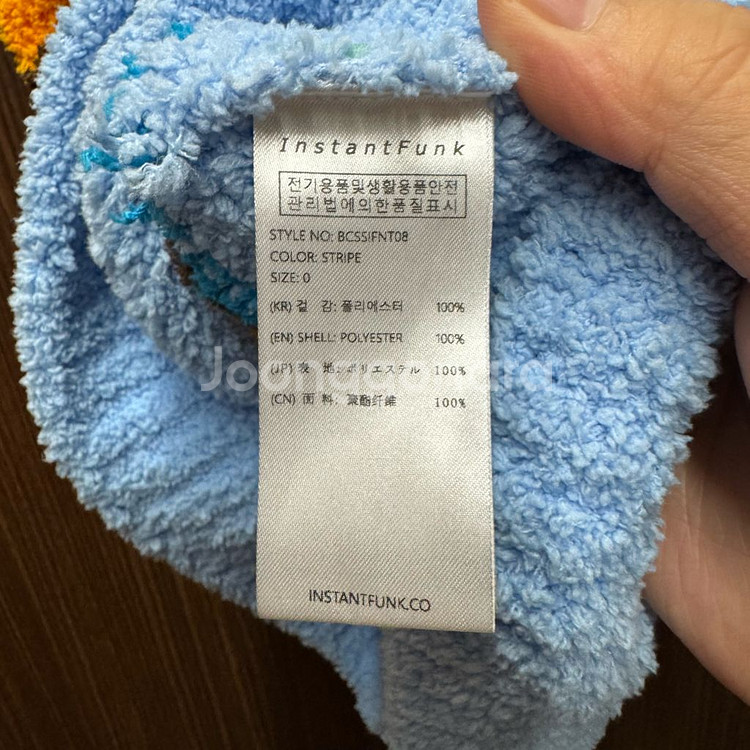 InstantFunk
전기용품및생활용품안전
관리법에의한품질표시
STYLE NO: BCSSIFNT08
COLOR: STRIPE
SIZE: 0
(KR) 겉 감: 폴리에스터 100%
(EN) SHELL: POLYESTER 100%
(JP) 表 地: ポリエステル 100%
(CN) 面 料: 聚酯纤维 100%
INSTANTFUNK.CO